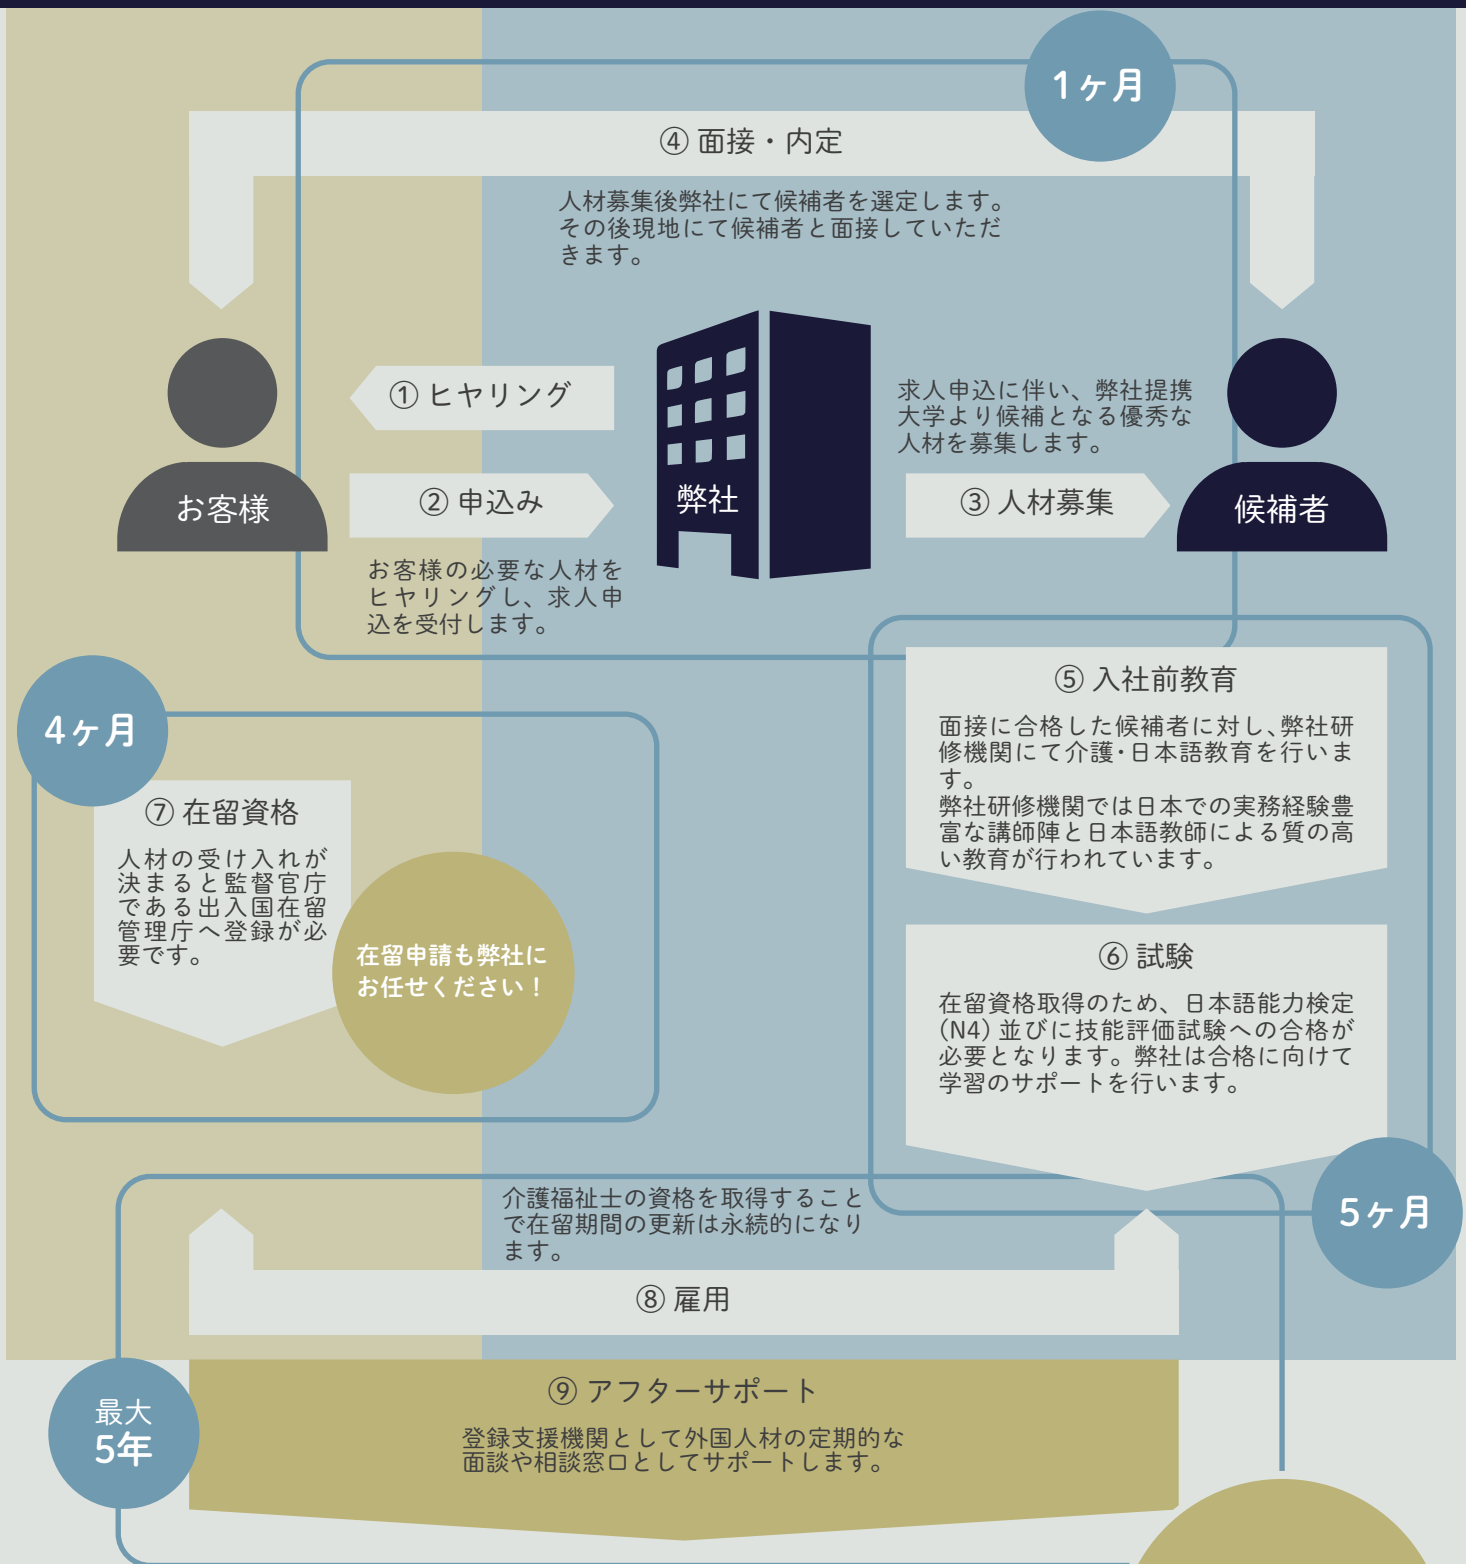 1ヶ月
④ 面接・内定
人材募集後弊社にて候補者を選定します。
その後現地にて候補者と面接していただ
きます。
① ヒヤリング
② 申込み
お客様
弊社
お客様の必要な人材を
ヒヤリングし、求人申
込を受付します。
求人申込に伴い、弊社提携
大学より候補となる優秀な
人材を募集します。
③ 人材募集
候補者
⑤ 入社前教育
面接に合格した候補者に対し、弊社研
修機関にて介護・日本語教育を行いま
す。
弊社研修機関では日本での実務経験豊
富な講師陣と日本語教師による質の高
い教育が行われています。
⑥ 試験
在留資格取得のため、日本語能力検定
(N4) 並びに技能評価試験への合格が
必要となります。弊社は合格に向けて
学習のサポートを行います。
5ヶ月
4ヶ月
⑦ 在留資格
人材の受け入れが
決まると監督官庁
である出入国在留
管理庁へ登録が必
要です。
在留申請も弊社に
お任せください！
介護福祉士の資格を取得すること
で在留期間の更新は永続的になり
ます。
⑧ 雇用
最大
5年
⑨ アフターサポート
登録支援機関として外国人材の定期的な
面談や相談窓口としてサポートします。